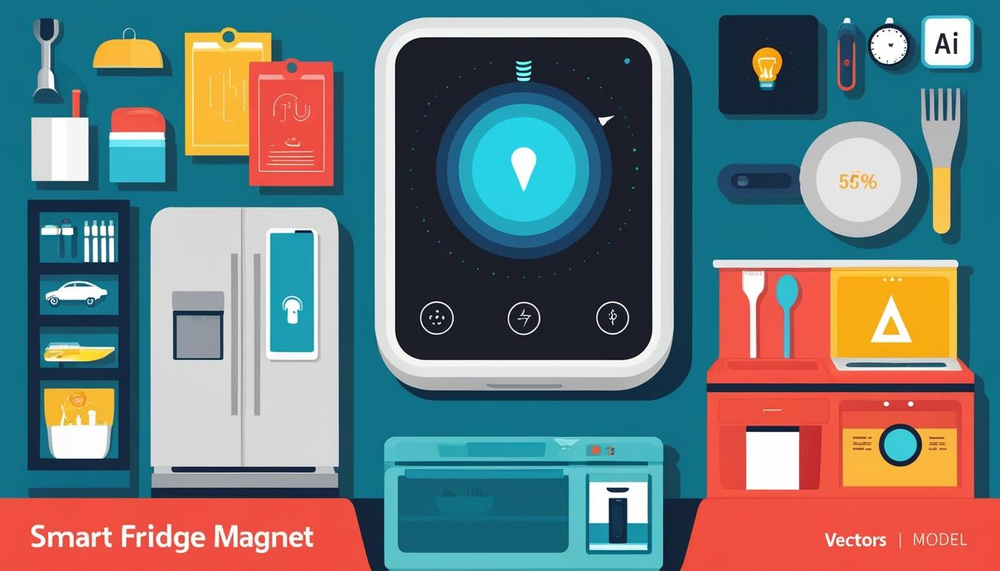 Ai
55%
Smart Fridge Magnet
Vectors | MODEL